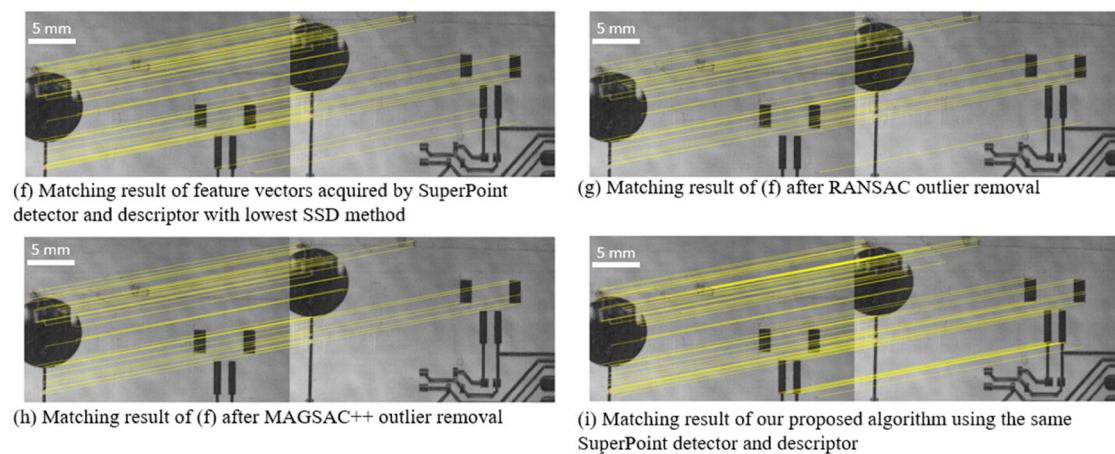 5 mm
(f) Matching result of feature vectors acquired by SuperPoint
detector and descriptor with lowest SSD method
5 mm
(g) Matching result of (f) after RANSAC outlier removal
5 mm
(h) Matching result of (f) after MAGSAC++ outlier removal
5 mm
(i) Matching result of our proposed algorithm using the same
SuperPoint detector and descriptor